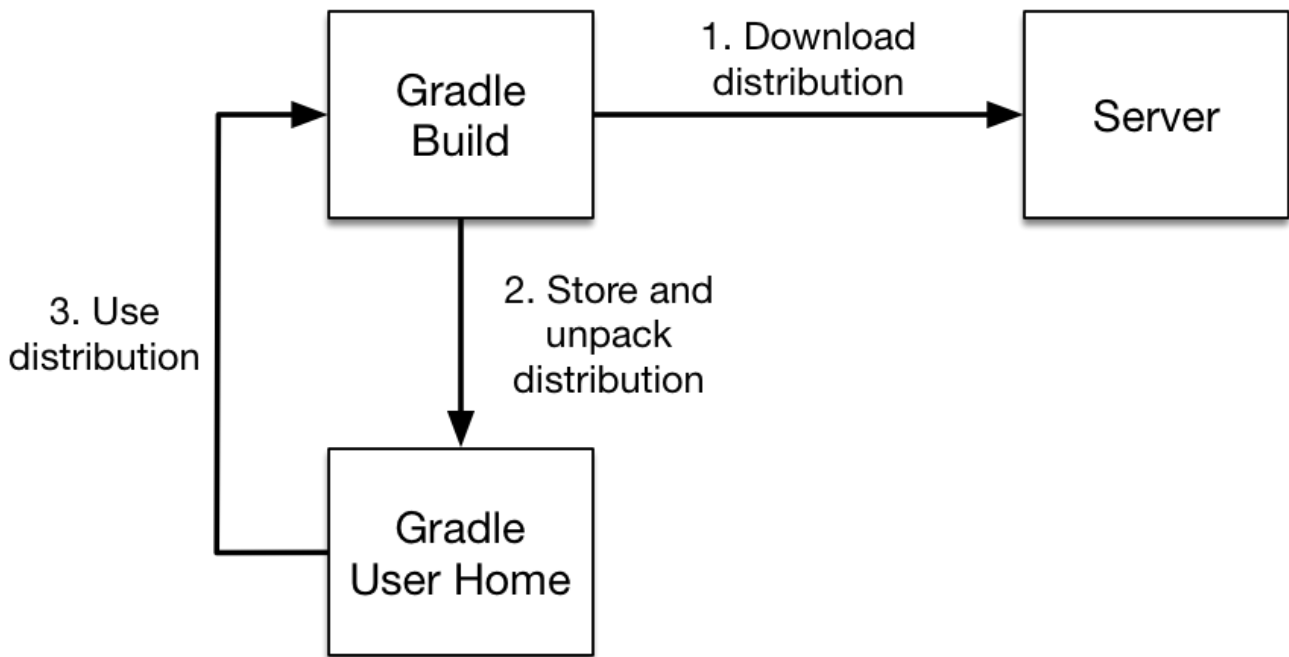 1. Download
distribution
Gradle
Build
Server
2. Store and
unpack
distribution
3. Use
distribution
Gradle
User Home